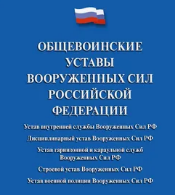 ОБЩЕВОИНСКИЕ
УСТАВЫ
ВООРУЖЕННЫХ СИЛ
РОССИЙСКОЙ
ФЕДЕРАЦИИ
Устав внутренней службы Вооруженных Сил РФ
Дисциплинарный устав Вооруженных Сил РФ
Устав гарнизонной и караульной служб
Вооруженных Сил РФ
Строевой устав Вооруженных Сил РФ
Устав военной полиции Вооруженных Сил РФ